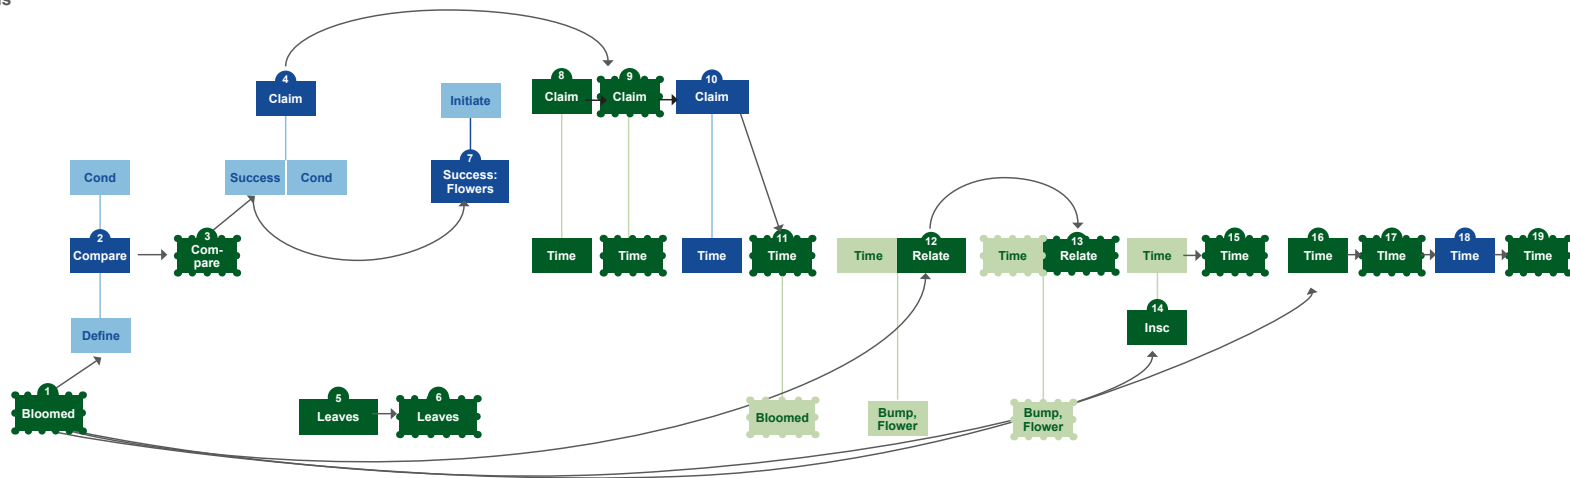 4
Claim
Initiate
8
Claim
9
Claim
10
Claim
Cond
Success
Cond
7
Success:
Flowers
2
Compare
3
Com-
pare
Time
Time
Time
11
Time
Time
12
Relate
Time
13
Relate
Time
15
Time
16
Time
17
TIme
18
Time
19
Time
Define
14
Insc
1
Bloomed
5
Leaves
6
Leaves
Bloomed
Bump,
Flower
Bump,
Flower